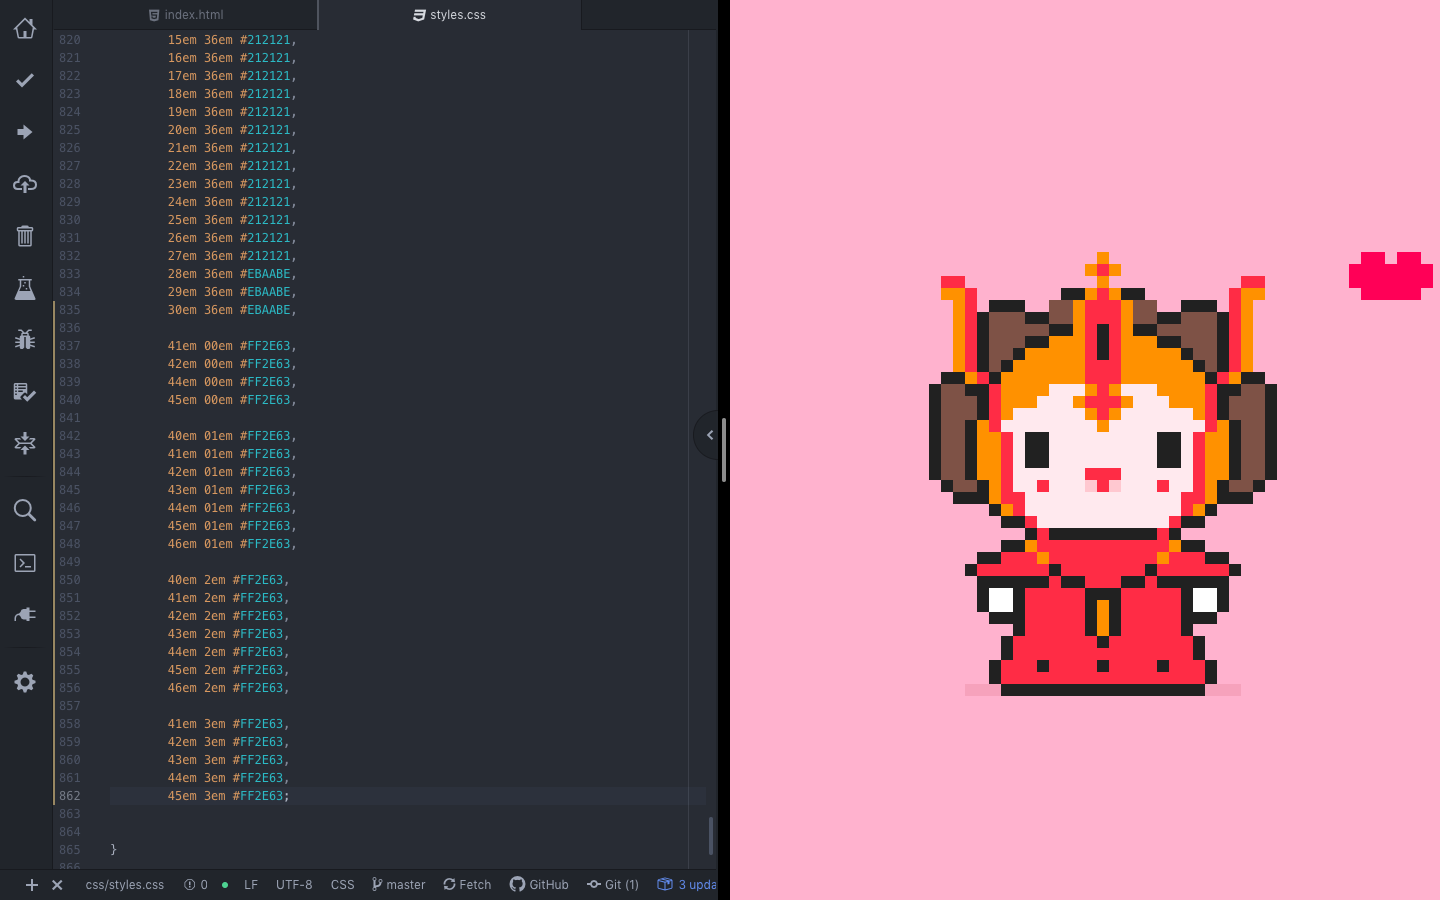 index.html
styles.css
820 15em 36em #212121,
821 16em 36em #212121,
822 17em 36em #212121,
823 18em 36em #212121,
824 19em 36em #212121,
825 20em 36em #212121,
826 21em 36em #212121,
827 22em 36em #212121,
828 23em 36em #212121,
829 24em 36em #212121,
830 25em 36em #212121,
831 26em 36em #212121,
832 27em 36em #212121,
833 28em 36em #EBAABE,
834 29em 36em #EBAABE,
835 30em 36em #EBAABE,
836
837 41em 00em #FF2E63,
838 42em 00em #FF2E63,
839 44em 00em #FF2E63,
840 45em 00em #FF2E63,
841
842 40em 01em #FF2E63,
843 41em 01em #FF2E63,
844 42em 01em #FF2E63,
845 43em 01em #FF2E63,
846 44em 01em #FF2E63,
847 45em 01em #FF2E63,
848 46em 01em #FF2E63,
849
850 40em 2em #FF2E63,
851 41em 2em #FF2E63,
852 42em 2em #FF2E63,
853 43em 2em #FF2E63,
854 44em 2em #FF2E63,
855 45em 2em #FF2E63,
856 46em 2em #FF2E63,
857
858 41em 3em #FF2E63,
859 42em 3em #FF2E63,
860 43em 3em #FF2E63,
861 44em 3em #FF2E63,
862 45em 3em #FF2E63;
863
864
865 }
866
css/styles.css 0 LF UTF-8 CSS master Fetch GitHub Git (1) 3 upda